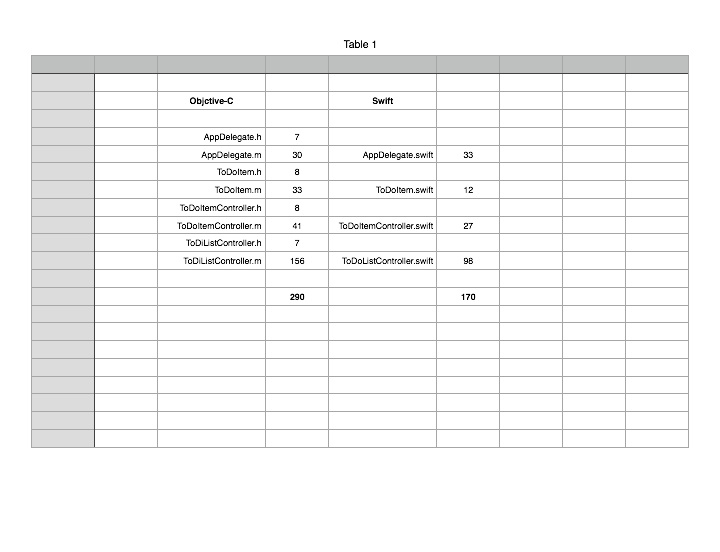 Table 1
Objctive-C Swift
AppDelegate.h 7
AppDelegate.m 30 AppDelegate.swift 33
ToDoItem.h 8
ToDoItem.m 33 ToDoItem.swift 12
ToDoItemController.h 8
ToDoItemController.m 41 ToDoItemController.swift 27
ToDiListController.h 7
ToDiListController.m 156 ToDoListController.swift 98
290 170